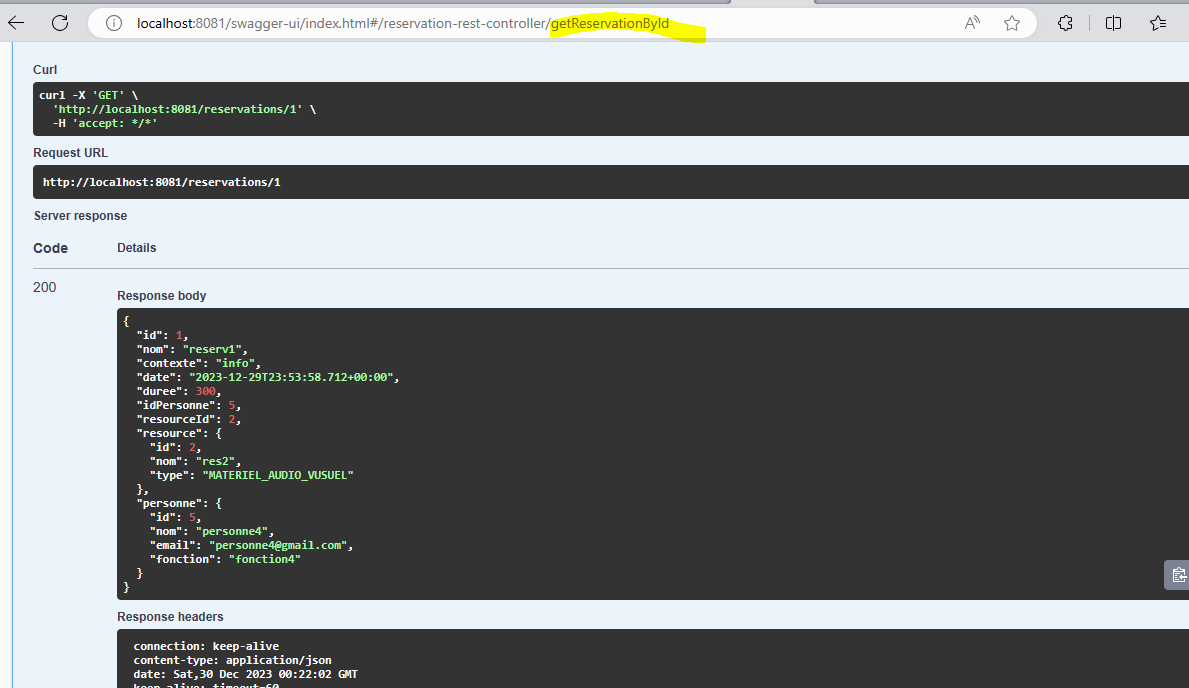 localhost:8081/swagger-ui/index.html#/reservation-rest-controller/getReservationById
Curl
curl -X 'GET' \
'http://localhost:8081/reservations/1' \
-H 'accept: */*'
Request URL
http://localhost:8081/reservations/1
Server response
Code Details
200
Response body
{
"id": 1,
"nom": "reserv1",
"contexte": "info",
"date": "2023-12-29T23:53:58.712+00:00",
"duree": 300,
"idPersonne": 5,
"resourceId": 2,
"resource": {
"id": 2,
"nom": "res2",
"type": "MATERIEL_AUDIO_VUSUEL"
},
"personne": {
"id": 5,
"nom": "personne4",
"email": "personne4@gmail.com",
"fonction": "fonction4"
}
}
Response headers
connection: keep-alive
content-type: application/json
date: Sat,30 Dec 2023 00:22:02 GMT
keep-alive: timeout=60